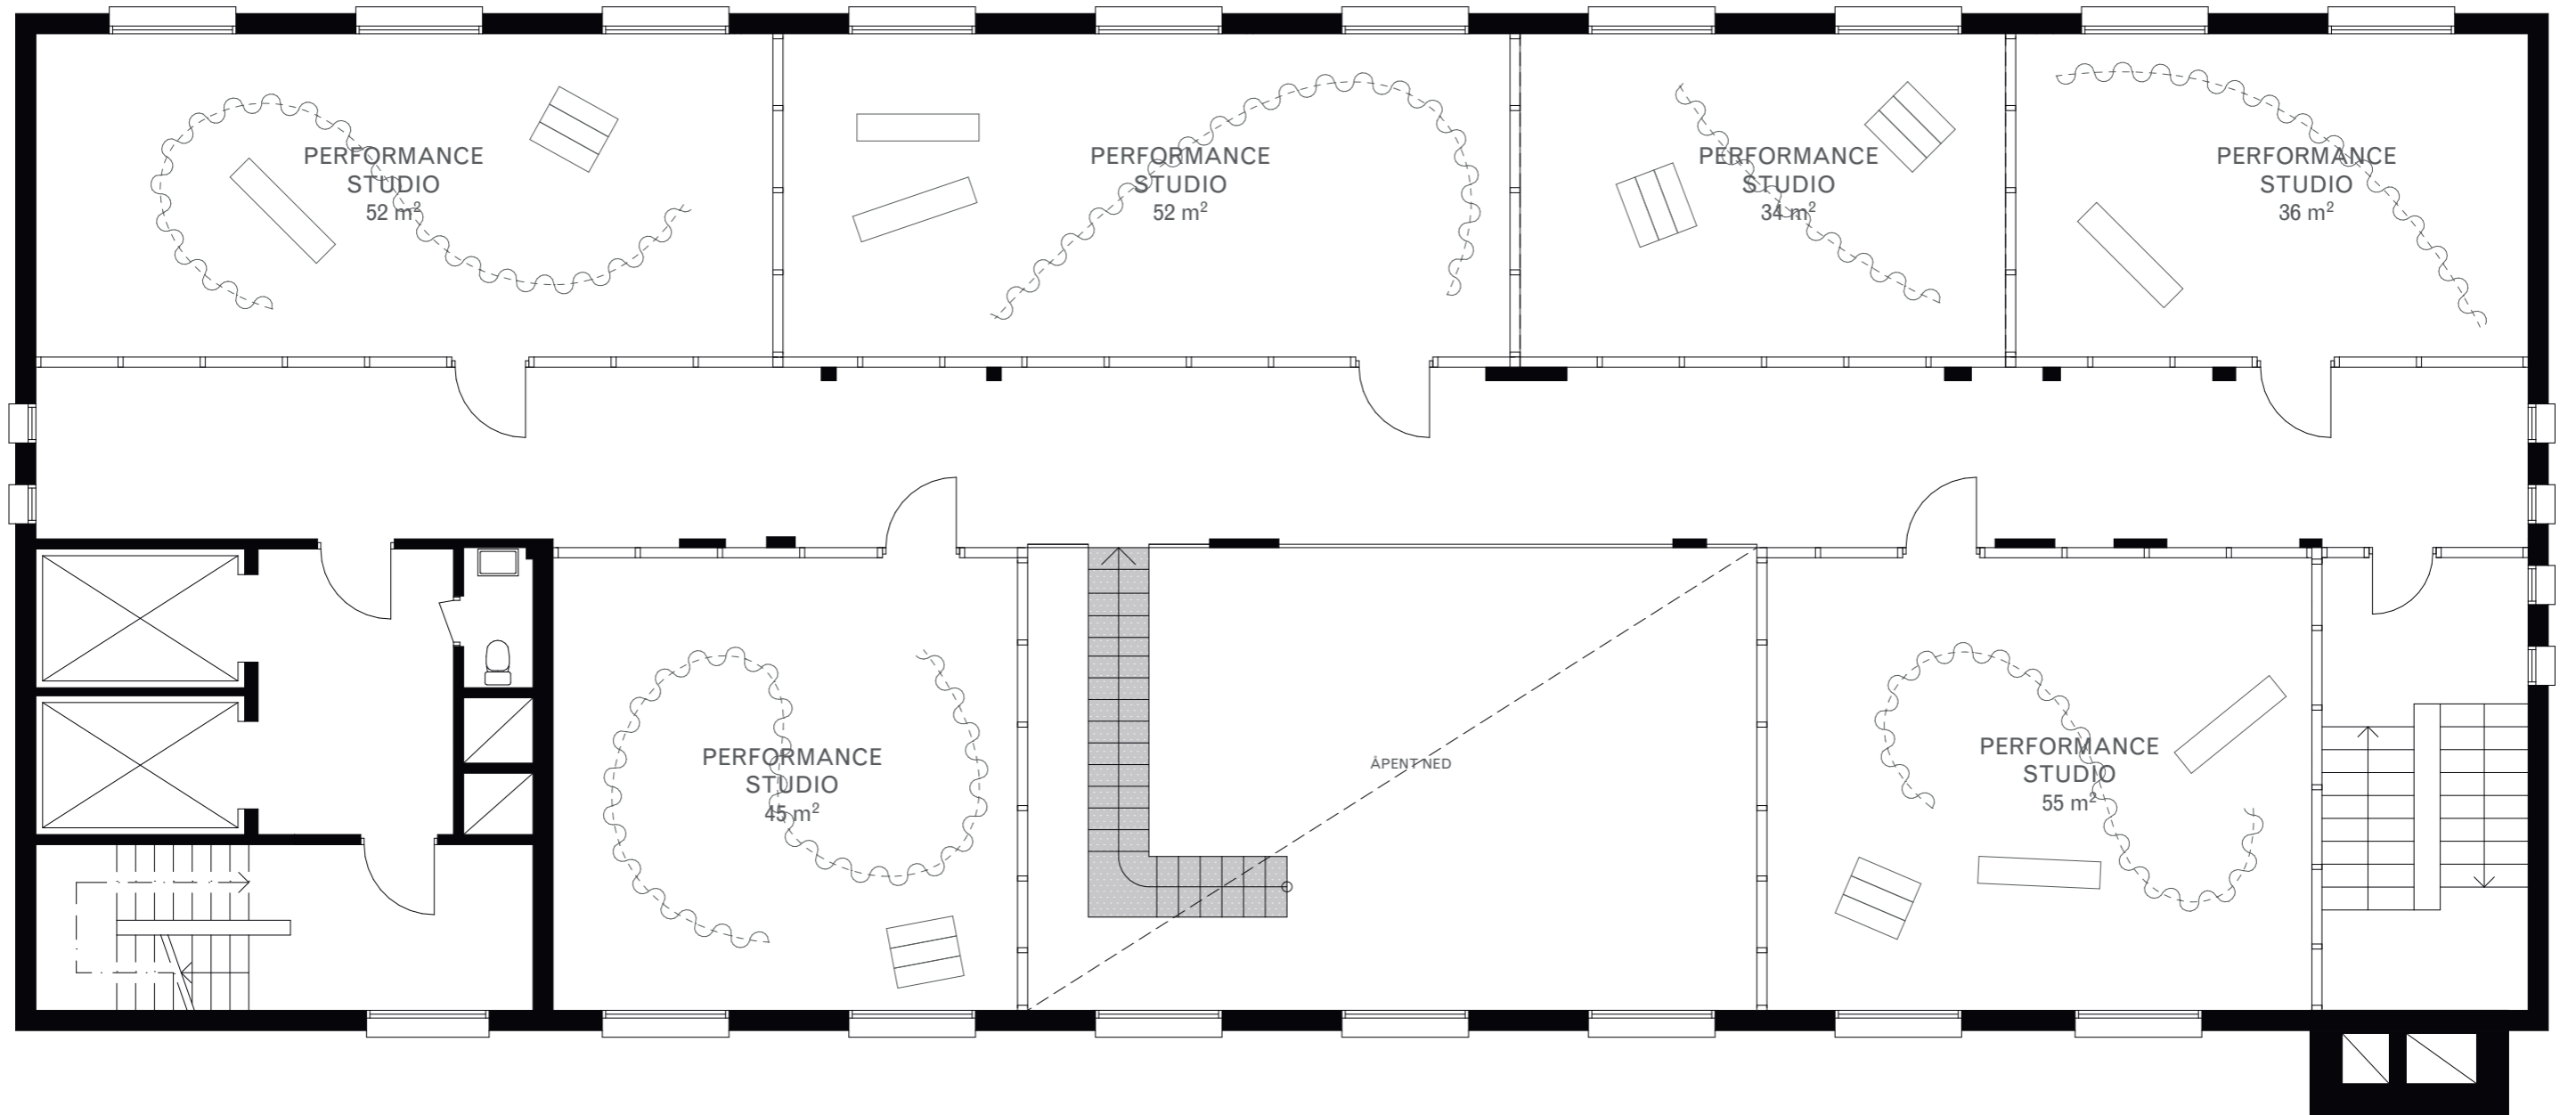 PERFORMANCE
STUDIO
52 m²
PERFORMANCE
STUDIO
52 m²
PERFORMANCE
STUDIO
34 m²
PERFORMANCE
STUDIO
36 m²
PERFORMANCE
STUDIO
45 m²
ÅPENT NED
PERFORMANCE
STUDIO
55 m²